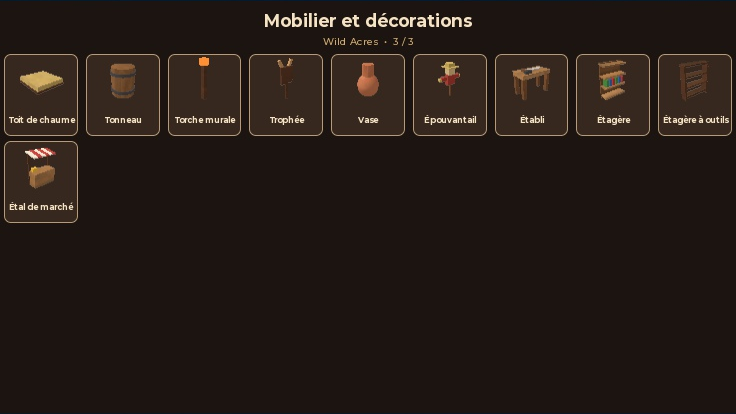 Mobilier et décorations
Wild Acres • 3 / 3
Toit de chaume
Tonneau
Torche murale
Trophée
Vase
Épouvantail
Établi
Étagère
Étagère à outils
Étal de marché